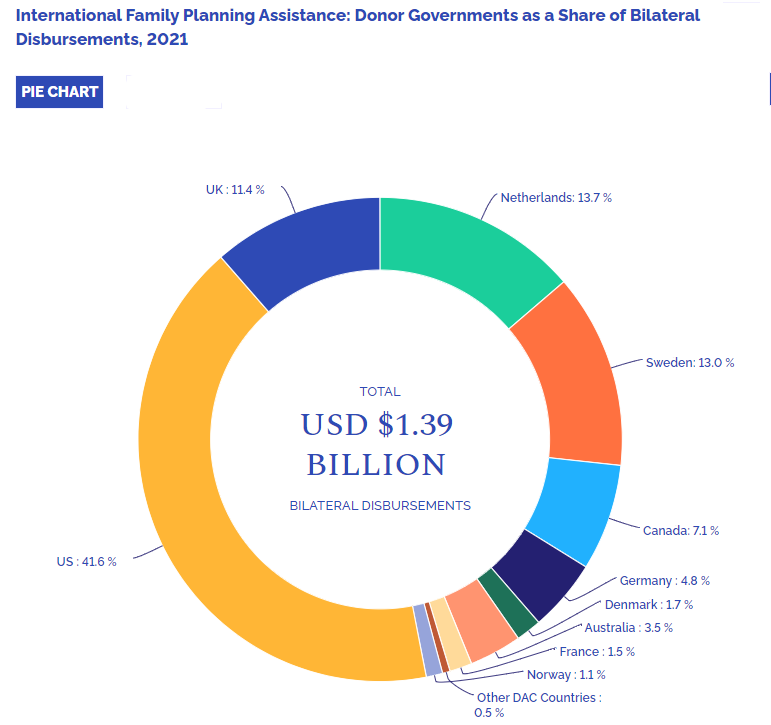 International Family Planning Assistance: Donor Governments as a Share of Bilateral
Disbursements, 2021
PIE CHART
UK : 11.4 %
Netherlands: 13.7 %
Sweden: 13.0 %
TOTAL
USD $1.39
BILLION
BILATERAL DISBURSEMENTS
Canada: 7.1 %
US : 41.6 %
Germany : 4.8 %
Denmark : 1.7 %
Australia : 3.5 %
France : 1.5 %
Norway : 1.1 %
Other DAC Countries :
0.5 %